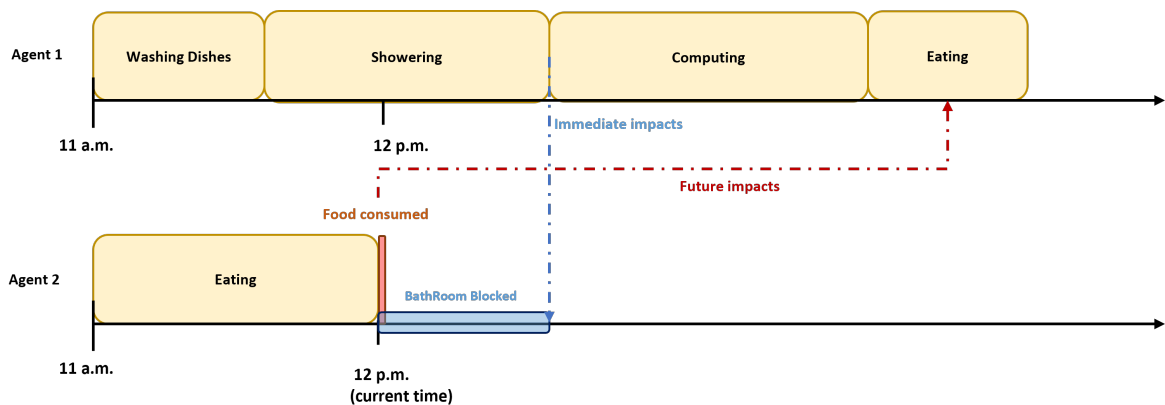 Agent 1
Washing Dishes
Showering
Computing
Eating
11 a.m.
12 p.m.
Immediate impacts
Future impacts
Food consumed
Agent 2
Eating
BathRoom Blocked
11 a.m.
12 p.m.
(current time)